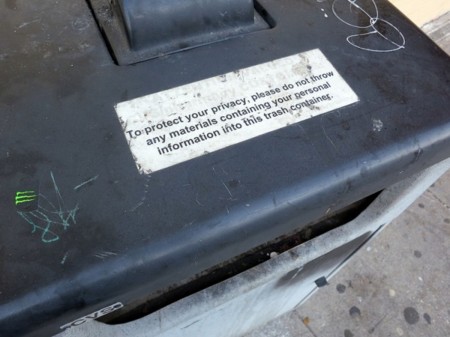 To protect your privacy, please do not throw
any materials containing your personal
information into this trash container.